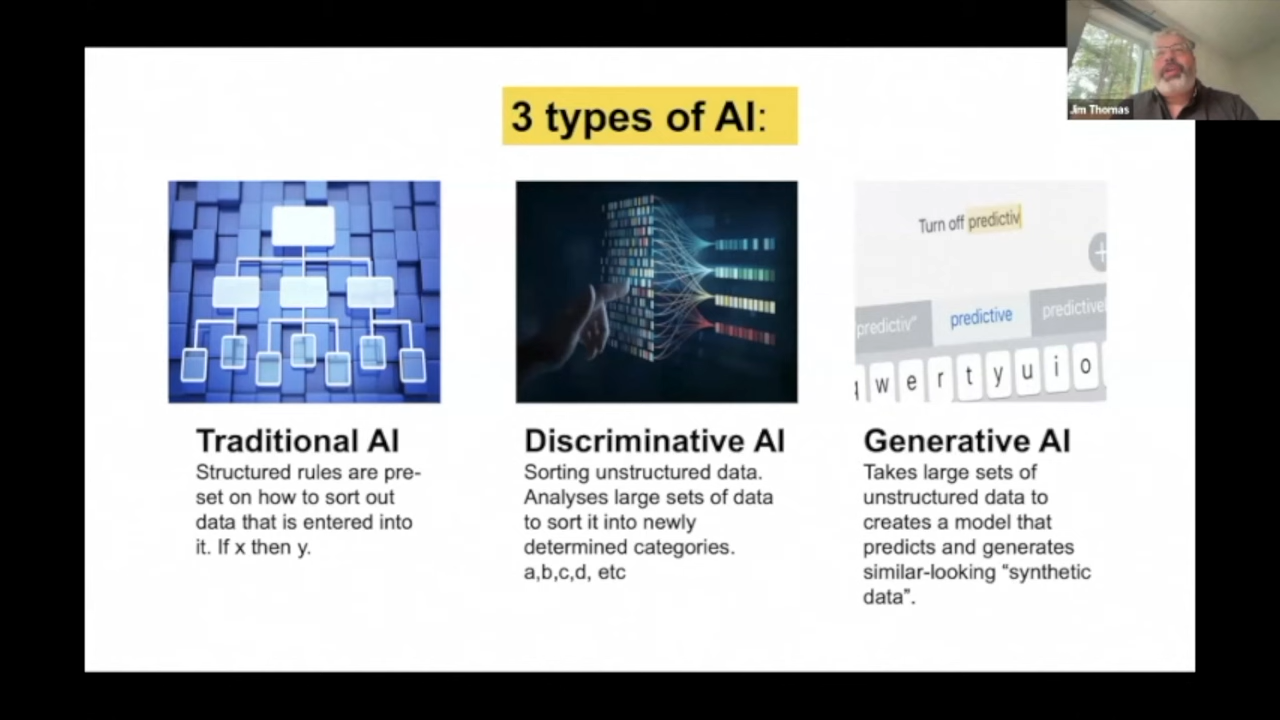 Jim Thomas
3 types of AI:
Turn off predictiv
predictiv"
predictive
predictive
w e r t y u i o
Traditional AI
Structured rules are pre-
set on how to sort out
data that is entered into
it. If x then y.
Discriminative AI
Sorting unstructured data.
Analyses large sets of data
to sort it into newly
determined categories.
a,b,c,d, etc
Generative AI
Takes large sets of
unstructured data to
creates a model that
predicts and generates
similar-looking “synthetic
data”.